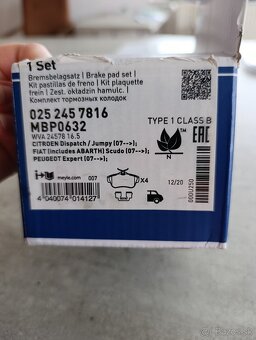 1 Set
Bremsbelagsatz | Brake pad set |
Kit pastillas de freno | Kit plaquette
frein | Zest. okładzin hamulc. |
Комплект тормозных колодок
025 245 7816
MBP0632
WVA 24578 16.5
TYPE 1 CLASS B
N
EAC
CITROEN Dispatch / Jumpy (07-->);
FIAT (includes ABARTH) Scudo (07-->);
PEUGEOT Expert (07-->);
meyle.com
007
X4
12/20
000U250
4 040074 014127